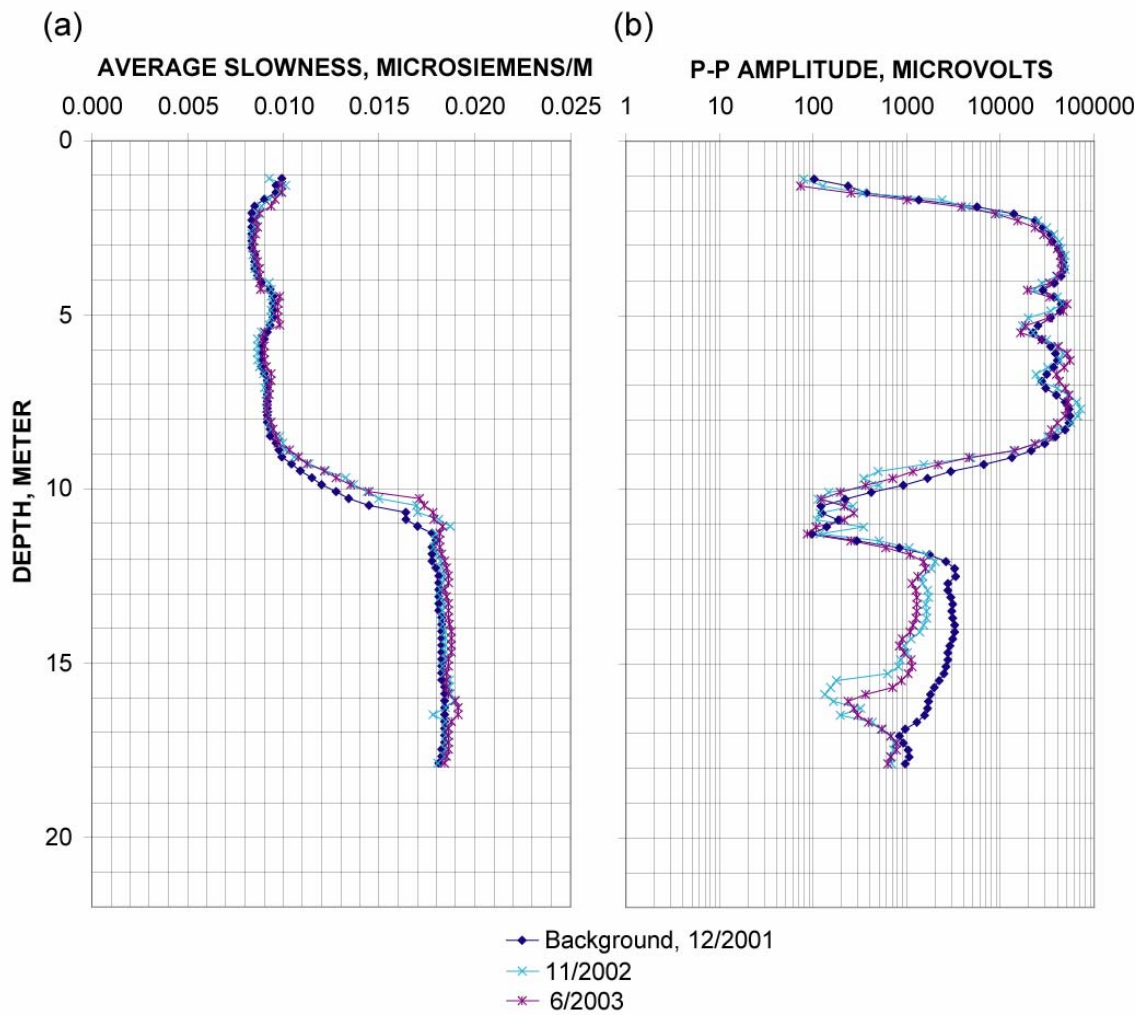 (a)
(b)
AVERAGE SLOWNESS, MICROSIEMENS/M
P-P AMPLITUDE, MICROVOLTS
0.000 0.005 0.010 0.015 0.020 0.025
1 10 100 1000 10000 100000
0
5
10
15
20
DEPTH, METER
Background, 12/2001
11/2002
6/2003